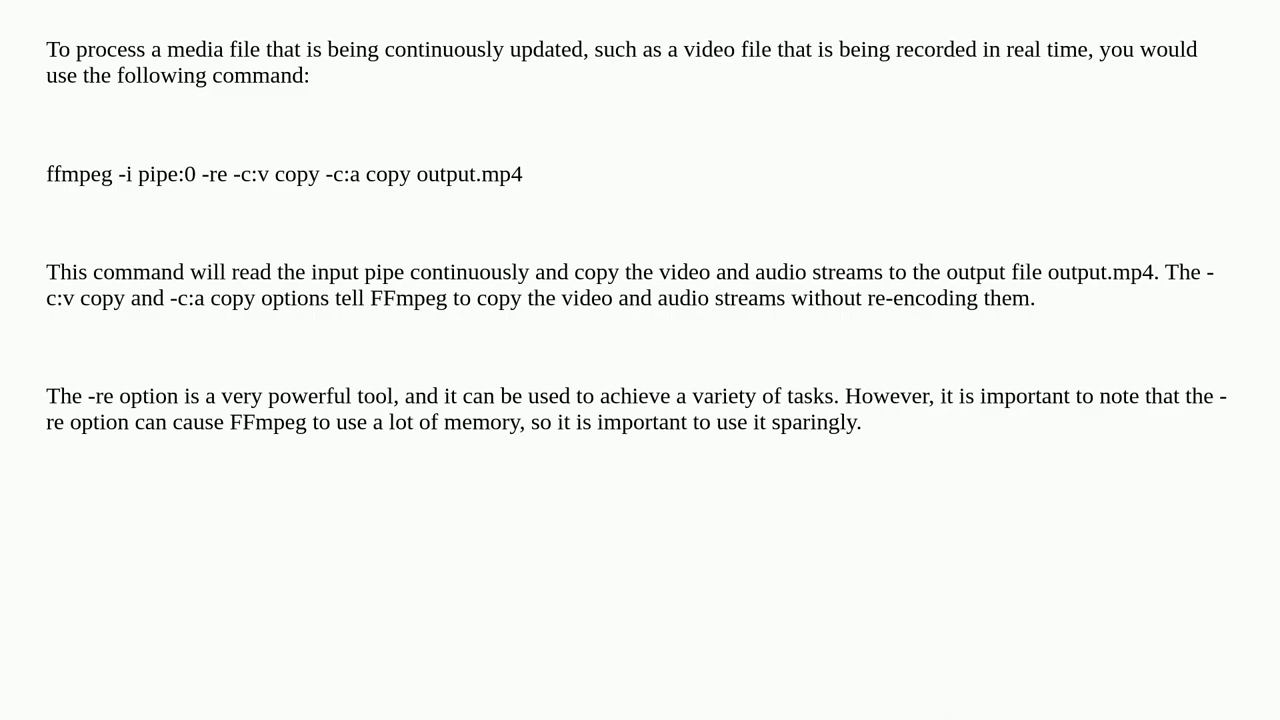 To process a media file that is being continuously updated, such as a video file that is being recorded in real time, you would
use the following command:
ffmpeg -i pipe:0 -re -c:v copy -c:a copy output.mp4
This command will read the input pipe continuously and copy the video and audio streams to the output file output.mp4. The -
c:v copy and -c:a copy options tell FFmpeg to copy the video and audio streams without re-encoding them.
The -re option is a very powerful tool, and it can be used to achieve a variety of tasks. However, it is important to note that the -
re option can cause FFmpeg to use a lot of memory, so it is important to use it sparingly.